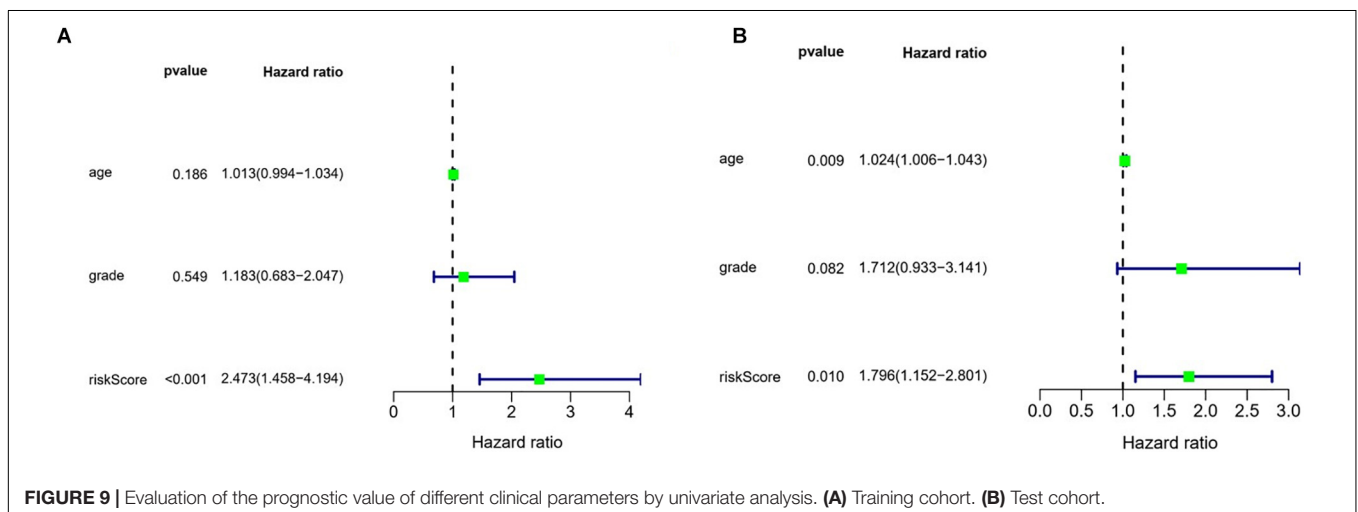 A
pvalue Hazard ratio
age 0.186 1.013(0.994−1.034)
grade 0.549 1.183(0.683−2.047)
riskScore <0.001 2.473(1.458−4.194)
0 1 2 3 4
Hazard ratio
B
pvalue Hazard ratio
age 0.009 1.024(1.006−1.043)
grade 0.082 1.712(0.933−3.141)
riskScore 0.010 1.796(1.152−2.801)
0.0 0.5 1.0 1.5 2.0 2.5 3.0
Hazard ratio
FIGURE 9 | Evaluation of the prognostic value of different clinical parameters by univariate analysis. (A) Training cohort. (B) Test cohort.